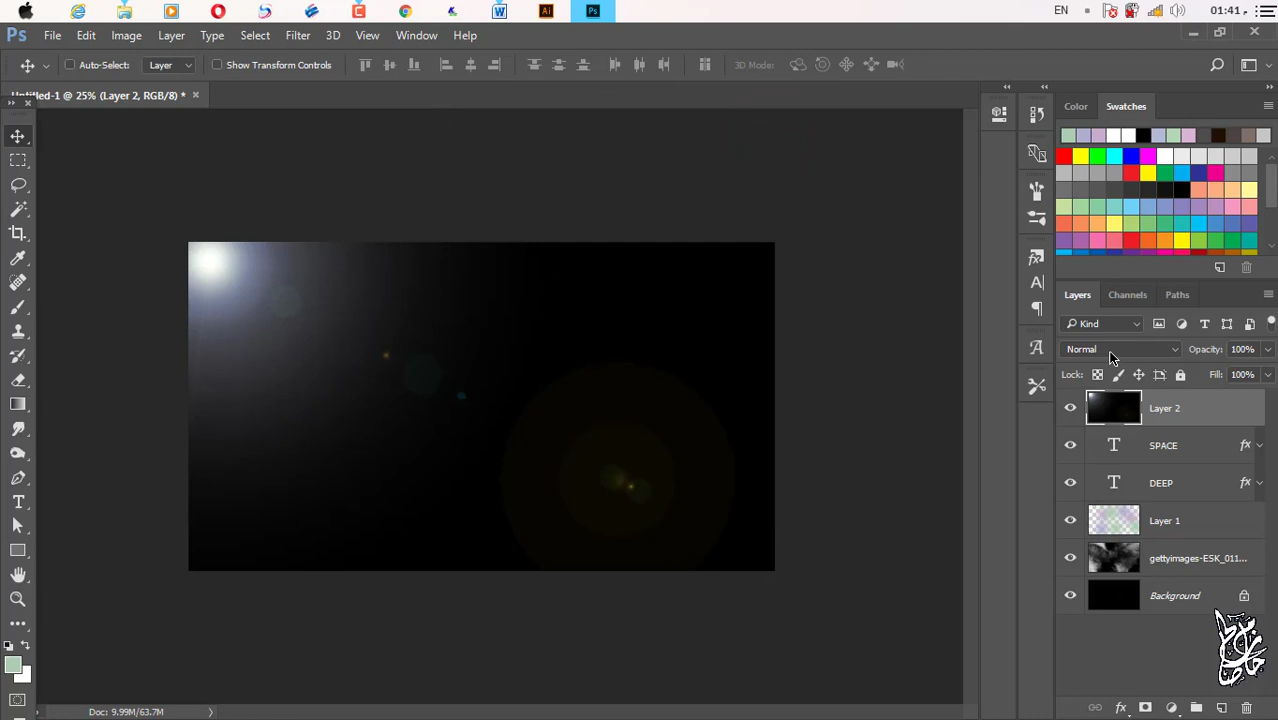 EN
01:41 م
Ps
File Edit Image Layer Type Select Filter 3D View Window Help
Auto-Select: Layer Show Transform Controls 3D Mode:
Untitled-1 @ 25% (Layer 2, RGB/8) *
Color Swatches
Layers Channels Paths
Kind
Normal Opacity: 100%
Lock: Fill: 100%
Layer 2
SPACE fx
DEEP fx
Layer 1
gettyimages-ESK_011...
Background
Doc: 9.99M/63.7M